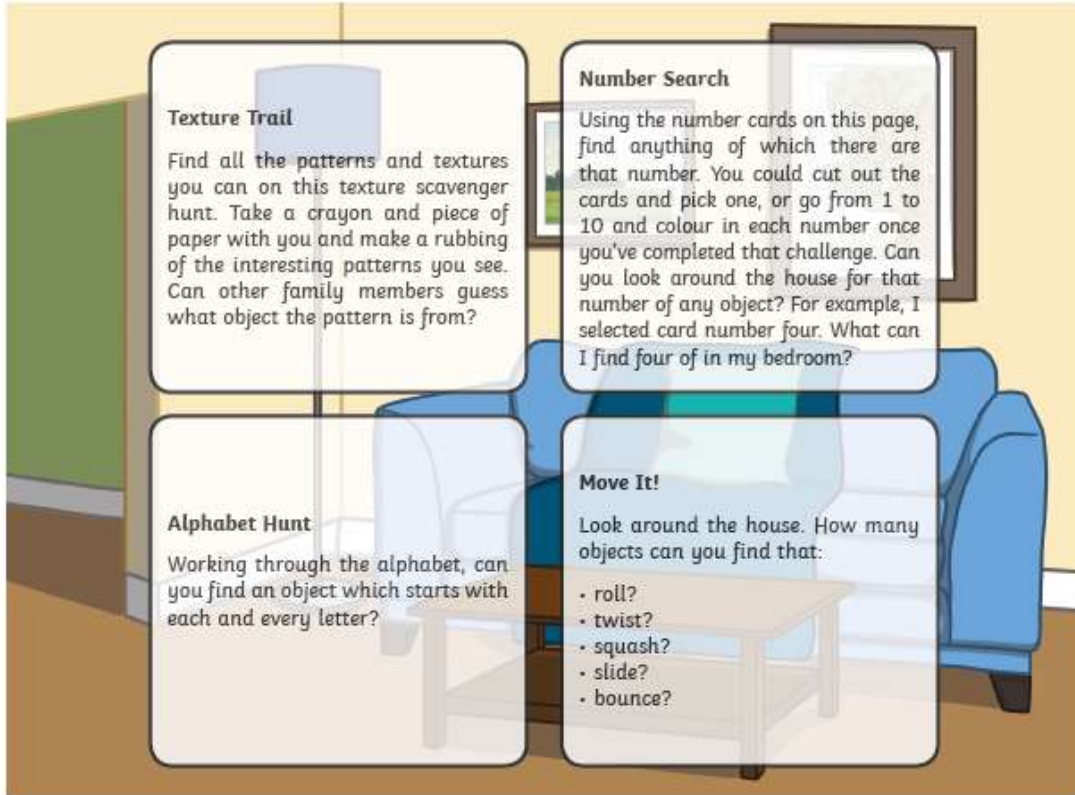 Texture Trail
Find all the patterns and textures
you can on this texture scavenger
hunt. Take a crayon and piece of
paper with you and make a rubbing
of the interesting patterns you see.
Can other family members guess
what object the pattern is from?
Number Search
Using the number cards on this page,
find anything of which there are
that number. You could cut out the
cards and pick one, or go from 1 to
10 and colour in each number once
you've completed that challenge. Can
you look around the house for that
number of any object? For example, I
selected card number four. What can
I find four of in my bedroom?
Alphabet Hunt
Working through the alphabet, can
you find an object which starts with
each and every letter?
Move It!
Look around the house. How many
objects can you find that:
• roll?
• twist?
• squash?
• slide?
• bounce?